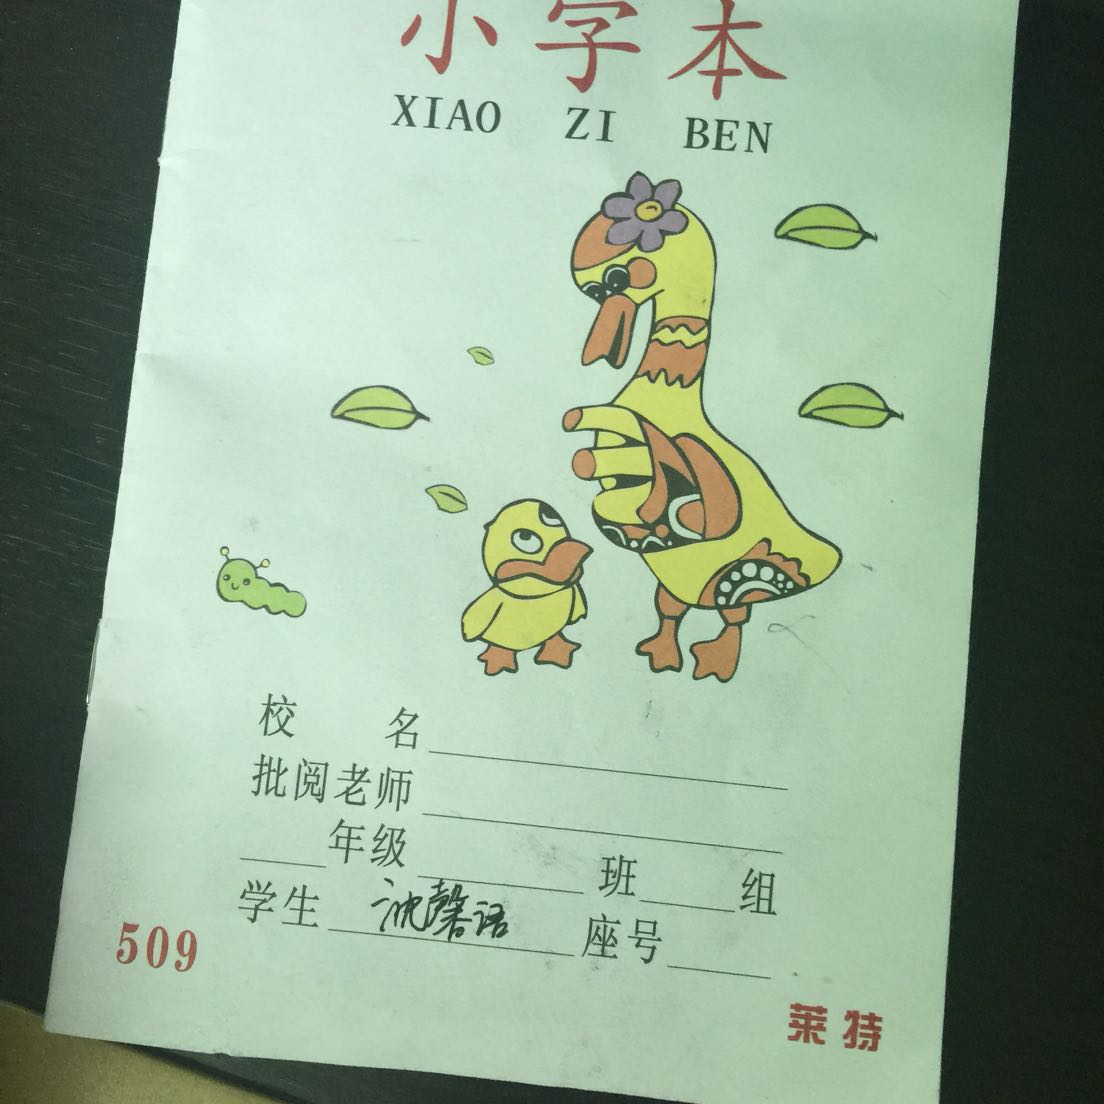 小字本
XIAO ZI BEN
校 名
批阅老师
年级 班 组
学生 沈馨语 座号
509
莱特